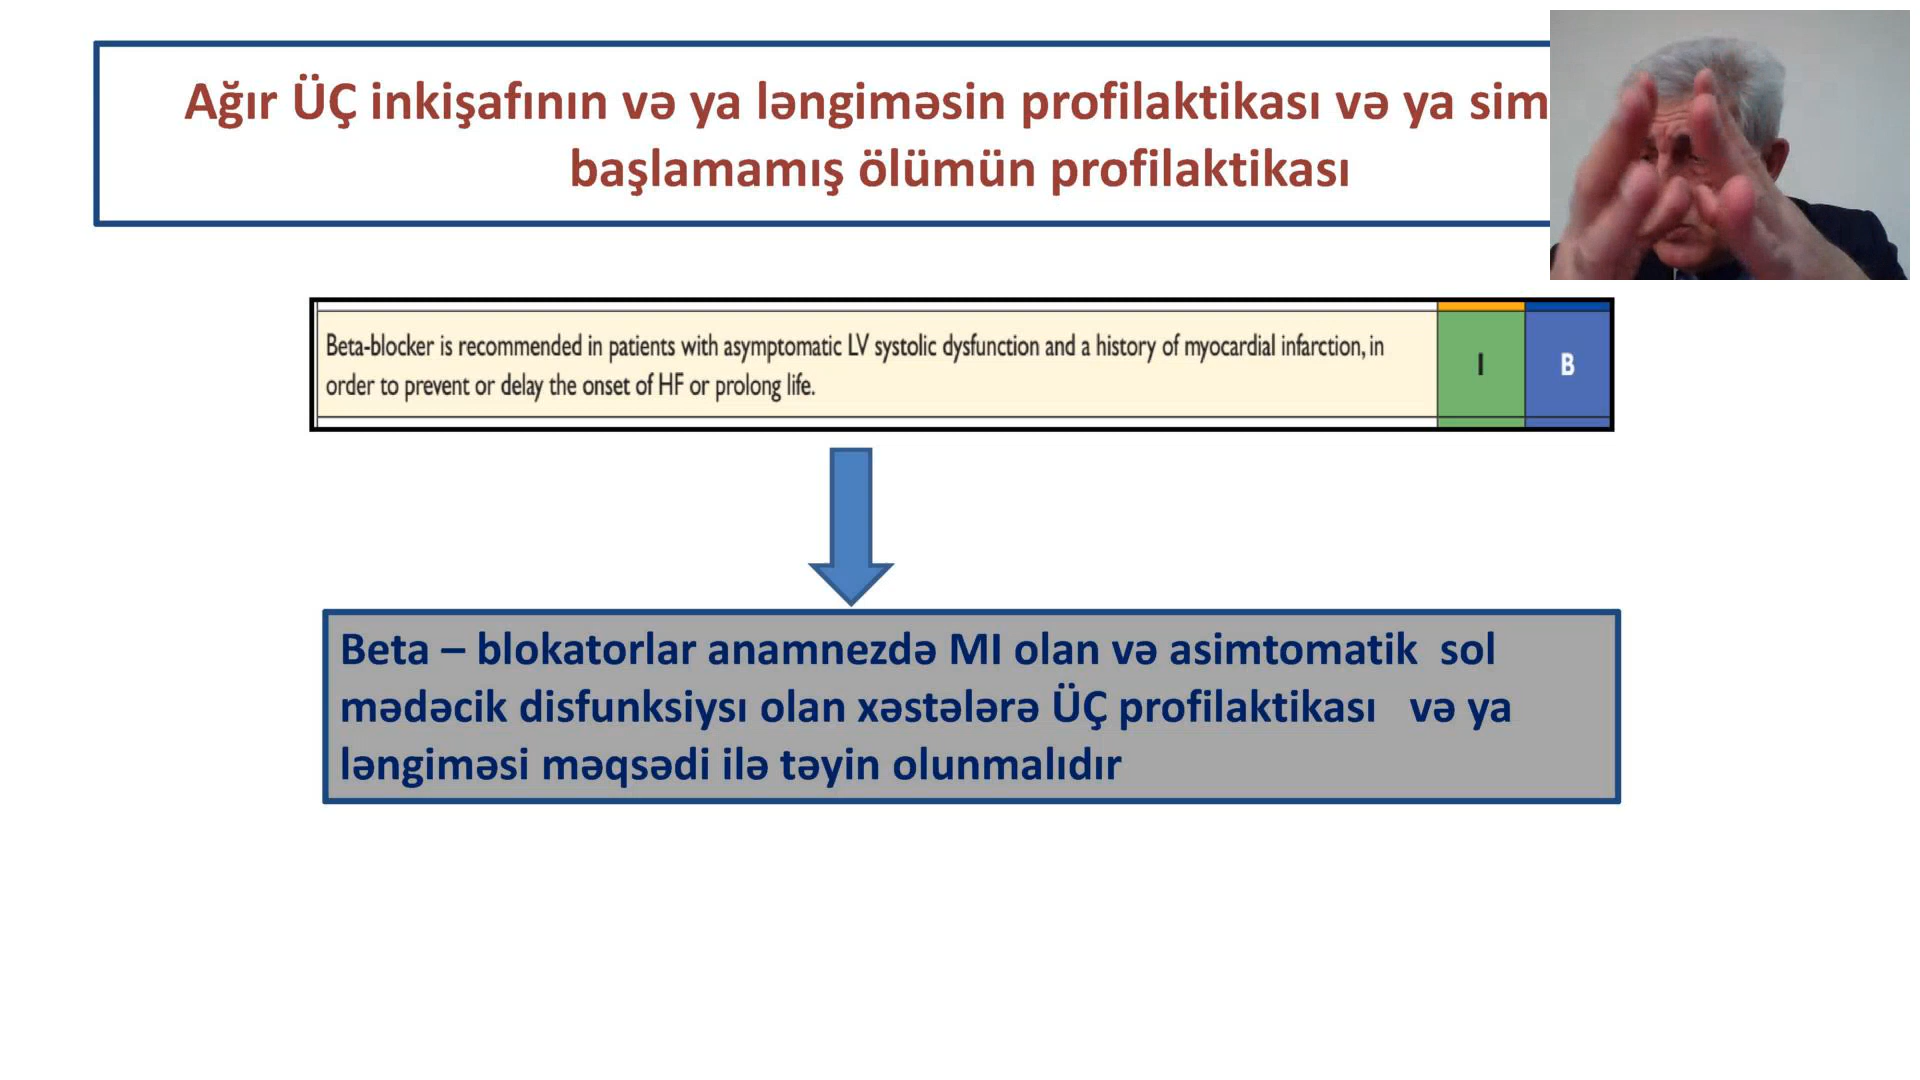 Ağır ÜÇ inkişafının və ya ləngiməsin profilaktikası və ya
başlamamış ölümün profilaktikası
Beta-blocker is recommended in patients with asymptomatic LV systolic dysfunction and a history of myocardial infarction, in
order to prevent or delay the onset of HF or prolong life.
I
B
Beta – blokatorlar anamnezdə MI olan və asimtomatik sol
mədəcik disfunksiysı olan xəstələrə ÜÇ profilaktikası və ya
ləngiməsi məqsədi ilə təyin olunmalıdır